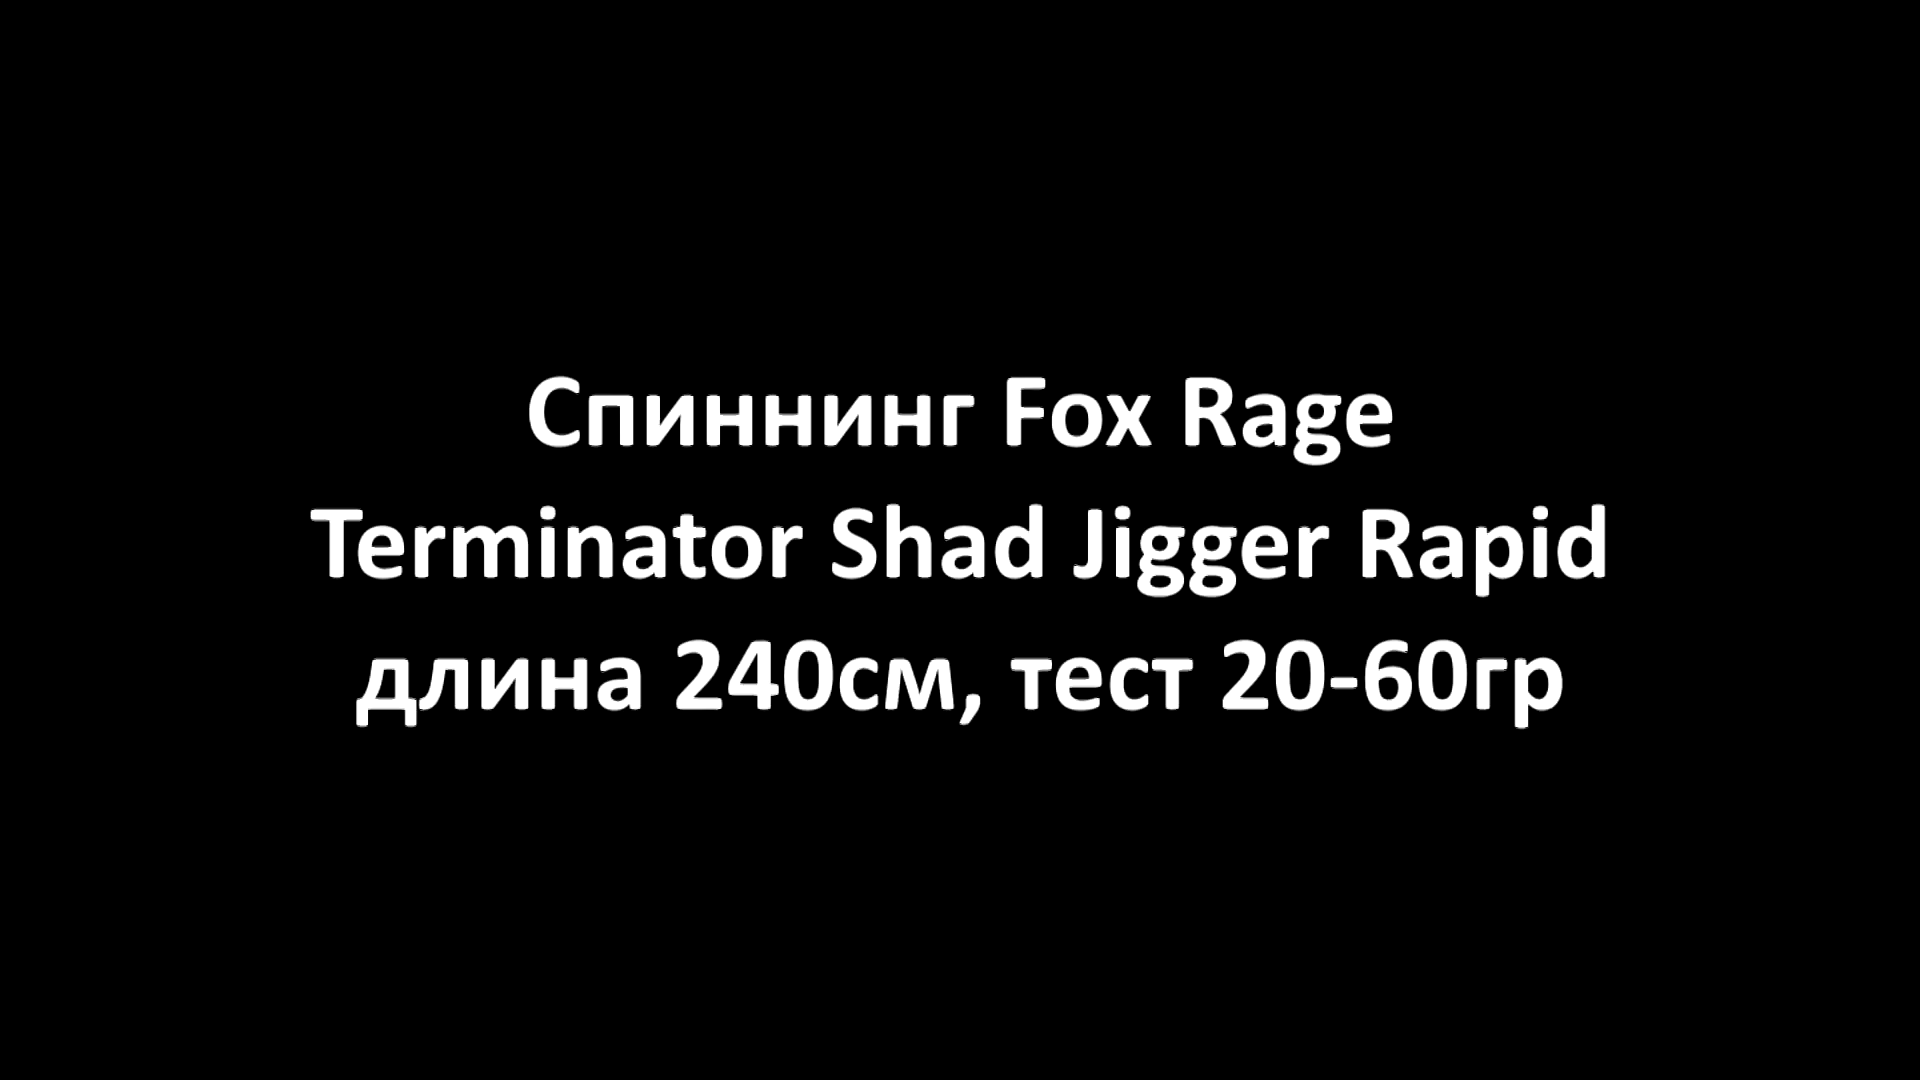 Спиннинг Fox Rage
Terminator Shad Jigger Rapid
длина 240см, тест 20-60гр